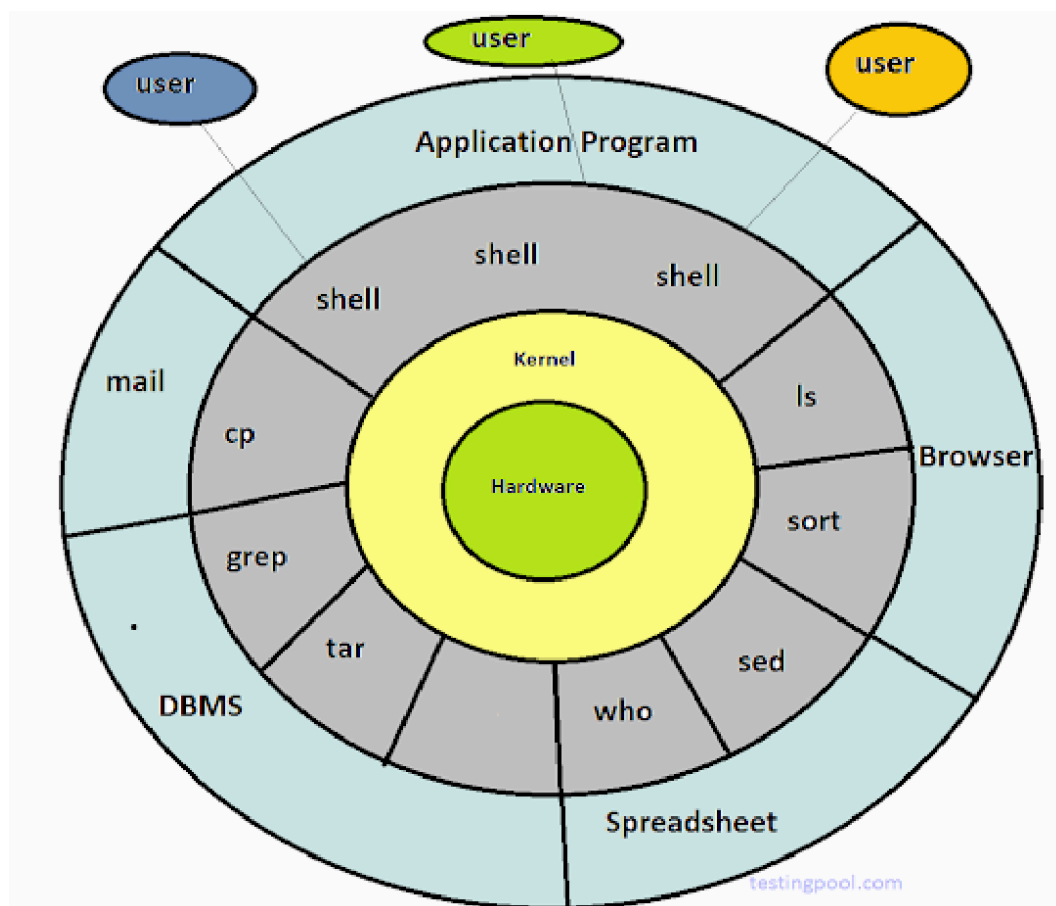 user
user
user
Application Program
shell
shell
shell
Kernel
mail
ls
cp
Browser
Hardware
sort
grep
tar
sed
DBMS
who
Spreadsheet
testingpool.com